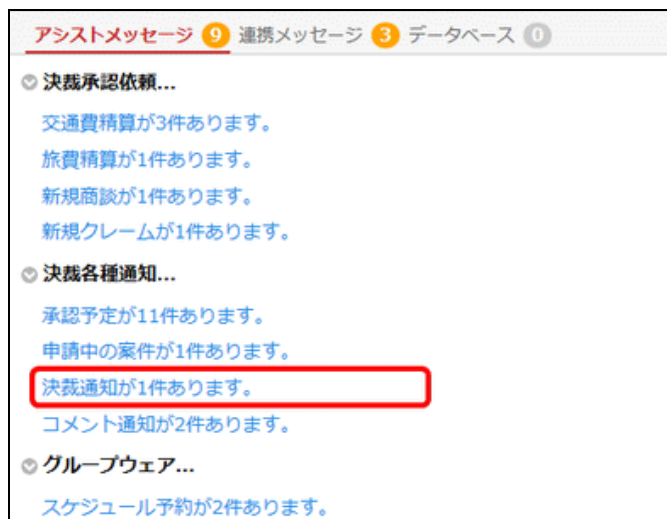 アシストメッセージ 9 連携メッセージ 3 データベース 0
決裁承認依頼...
交通費精算が3件あります。
旅費精算が1件あります。
新規商談が1件あります。
新規クレームが1件あります。
決裁各種通知...
承認予定が11件あります。
申請中の案件が1件あります。
決裁通知が1件あります。
コメント通知が2件あります。
グループウェア...
スケジュール予約が2件あります。